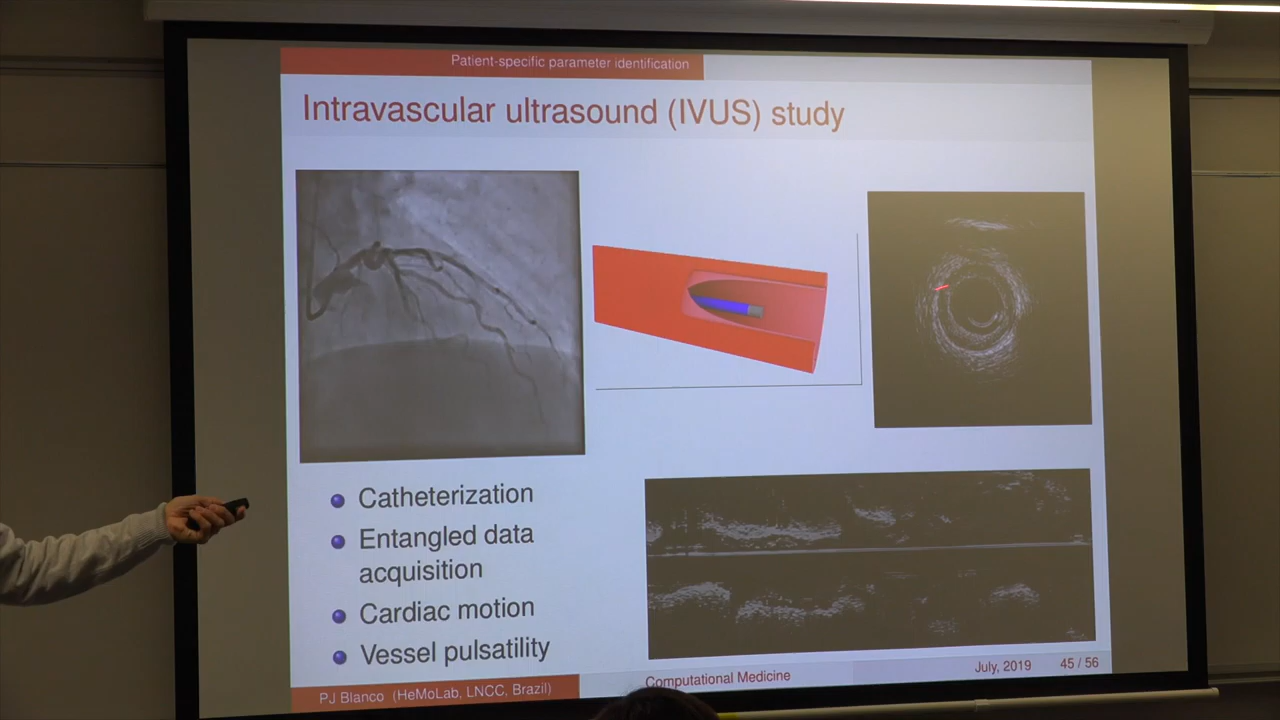 Patient-specific parameter identification
Intravascular ultrasound (IVUS) study
Catheterization
Entangled data
acquisition
Cardiac motion
Vessel pulsatility
PJ Blanco (HeMoLab, LNCC, Brazil)
Computational Medicine
July, 2019
45 / 56